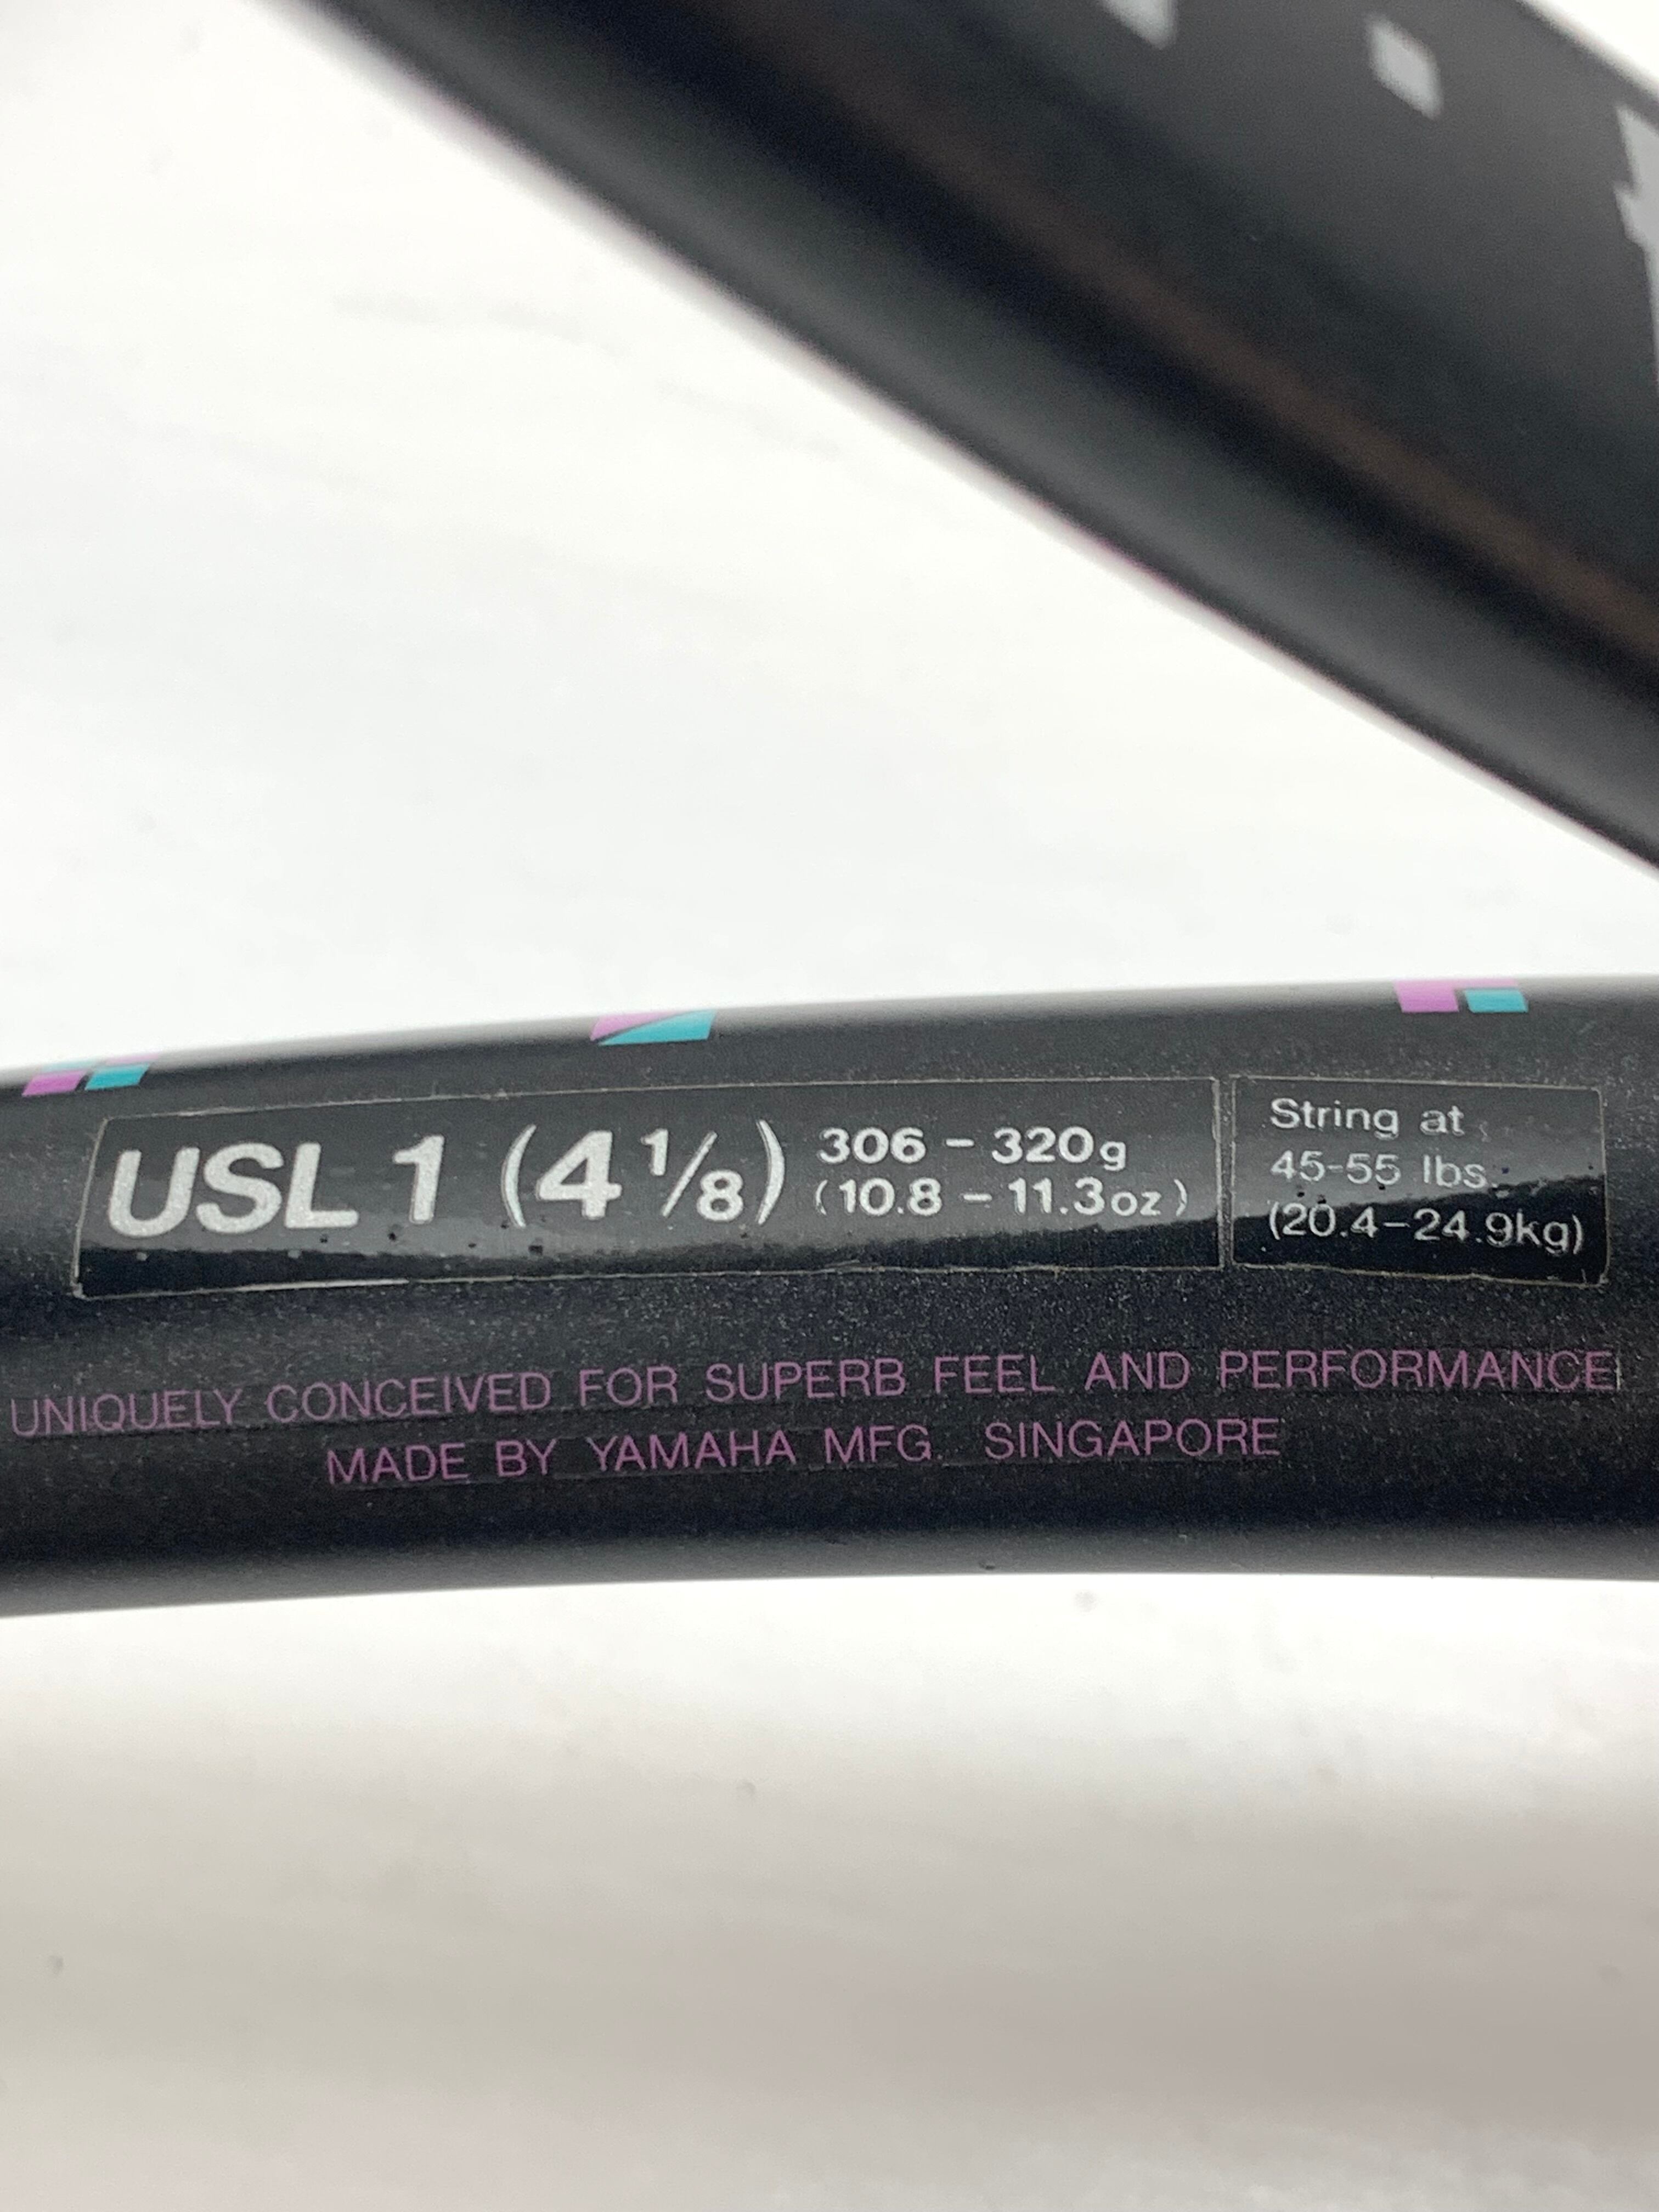 USL 1 (4 1/8) 306 - 320g
(10.8 - 11.3oz)
String at
45-55 lbs.
(20.4-24.9kg)
UNIQUELY CONCEIVED FOR SUPERB FEEL AND PERFORMANCE
MADE BY YAMAHA MFG. SINGAPORE